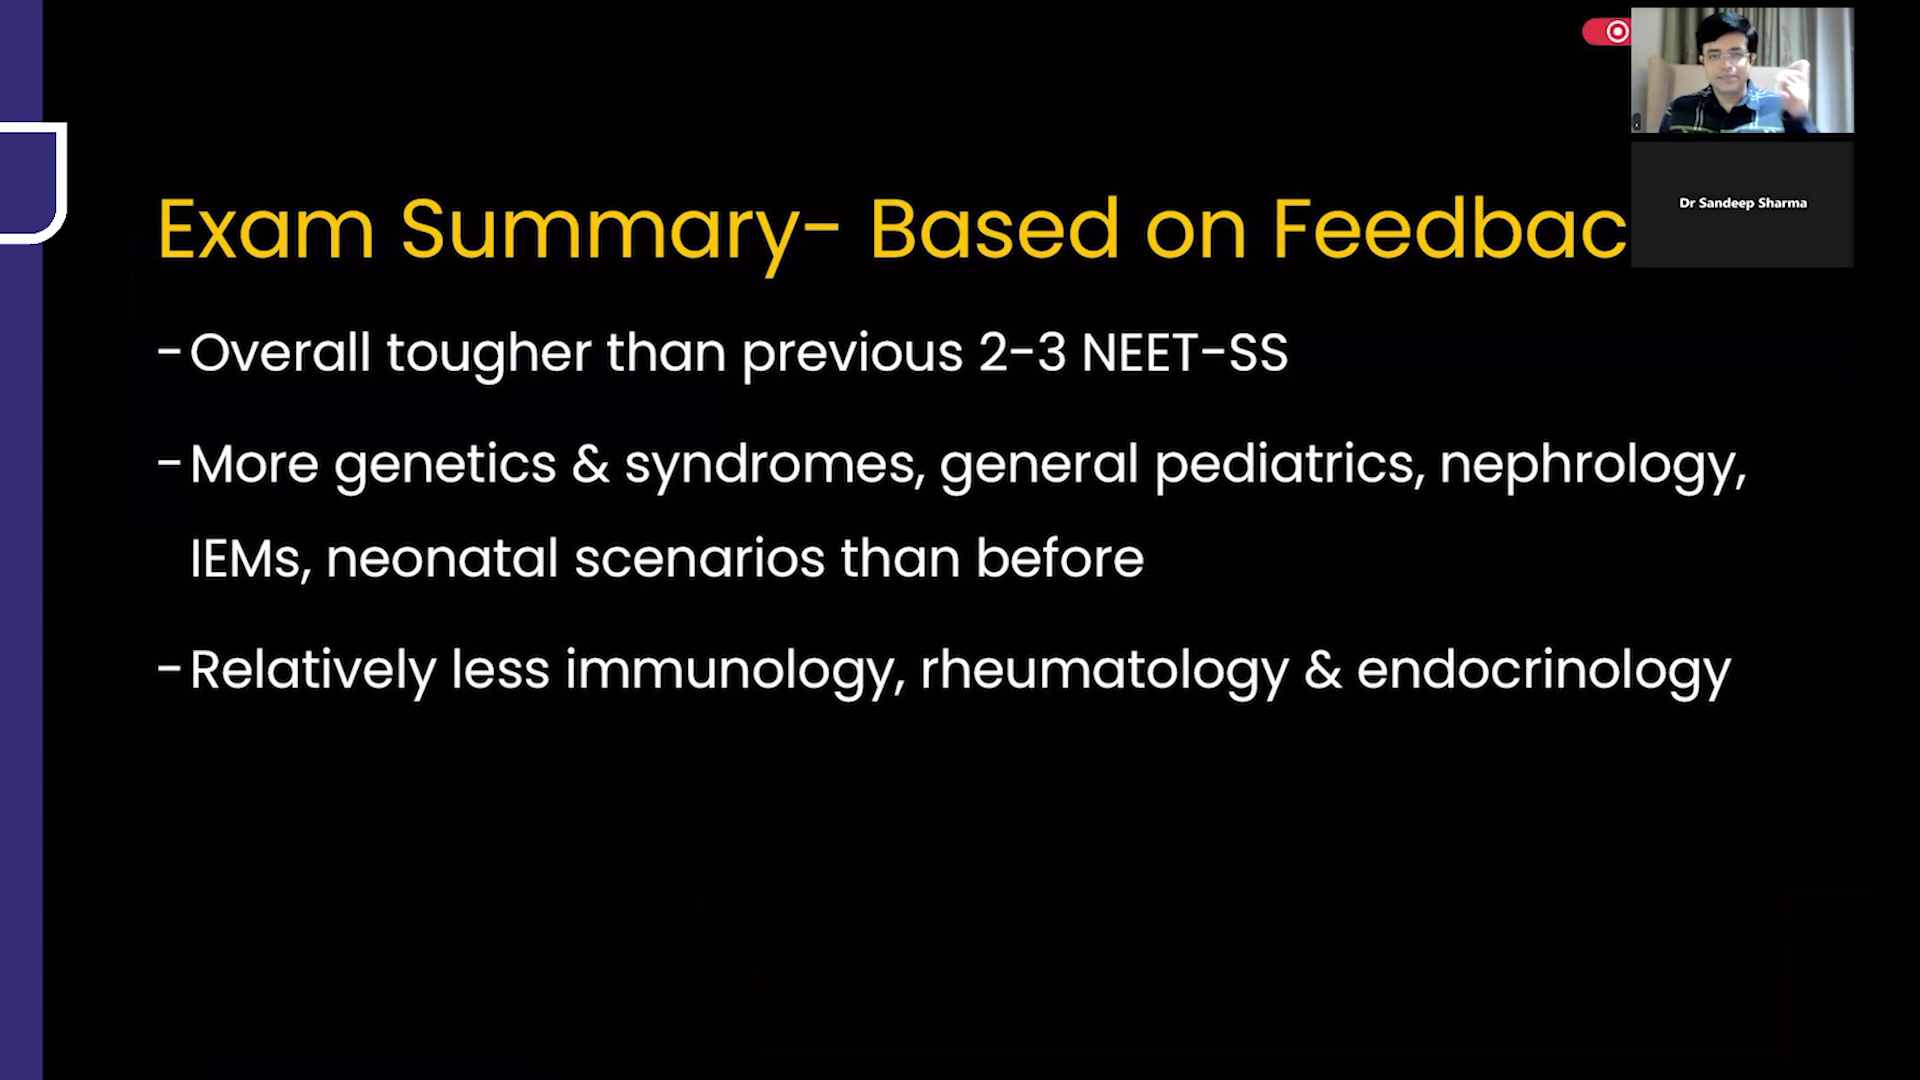 Exam Summary- Based on Feedbac
Dr Sandeep Sharma
-Overall tougher than previous 2-3 NEET-SS
-More genetics & syndromes, general pediatrics, nephrology,
IEMs, neonatal scenarios than before
-Relatively less immunology, rheumatology & endocrinology